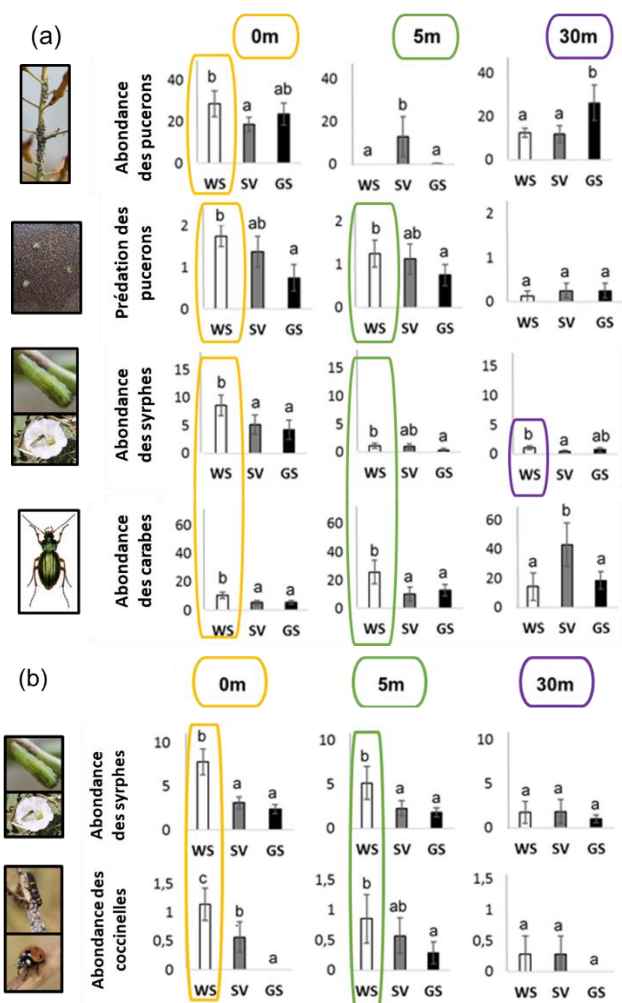 (a)
0m 5m 30m
Abondance
des pucerons
40 20 0
b a ab
WS SV GS
40 20 0
a b a
WS SV GS
40 20 0
a a b
WS SV GS
Prédation des
pucerons
2 1 0
b ab a
WS SV GS
2 1 0
b b a
WS SV GS
2 1 0
a a a
WS SV GS
Abondance
des syrphes
15 10 5 0
b a a
WS SV GS
15 10 5 0
b ab a
WS SV GS
15 10 5 0
b a ab
WS SV GS
Abondance
des carabes
60 40 20 0
b a a
WS SV GS
60 40 20 0
b a a
WS SV GS
60 40 20 0
a b a
WS SV GS
(b)
0m 5m 30m
Abondance
des syrphes
10 5 0
b a a
WS SV GS
10 5 0
b a a
WS SV GS
10 5 0
a a a
WS SV GS
Abondance des
coccinelles
1,5 1 0,5 0
c b a
WS SV GS
1,5 1 0,5 0
b ab a
WS SV GS
1,5 1 0,5 0
a a a
WS SV GS